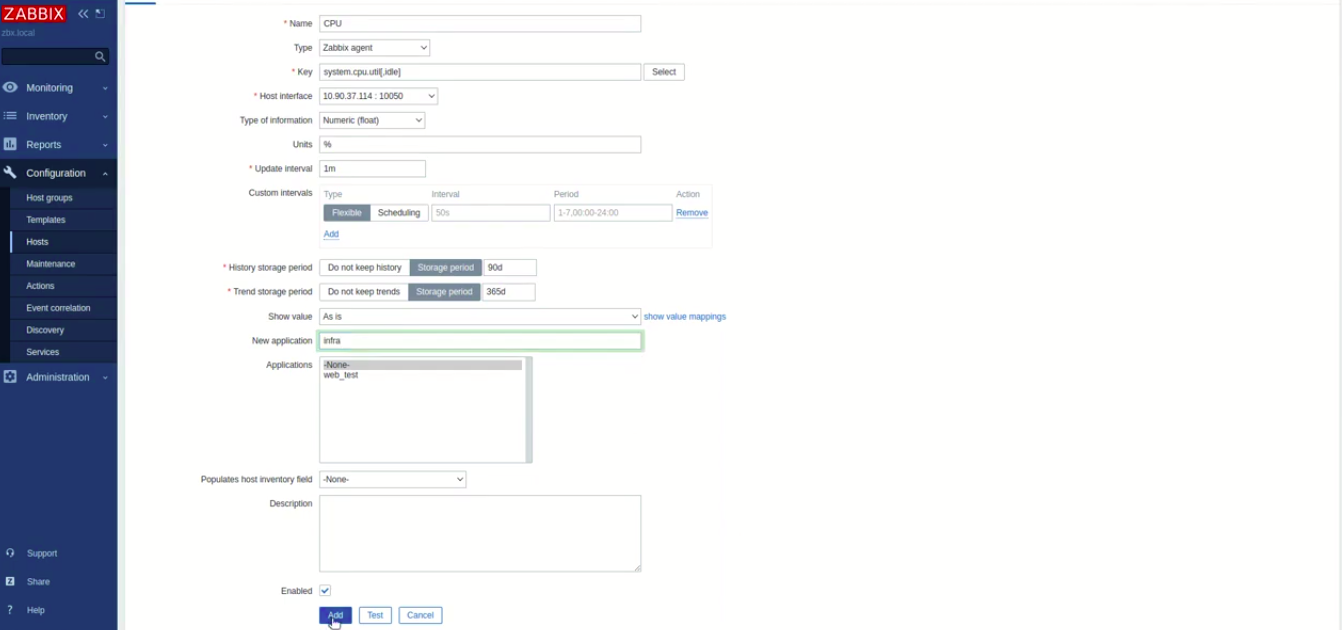 ZABBIX
zbx.local
Monitoring
Inventory
Reports
Configuration
Host groups
Templates
Hosts
Maintenance
Actions
Event correlation
Discovery
Services
Administration
Support
Share
? Help
* Name CPU
Type Zabbix agent
* Key system.cpu.util[,idle] Select
* Host interface 10.90.37.114 : 10050
Type of information Numeric (float)
Units %
* Update interval 1m
Custom intervals Type Interval Period Action
Flexible Scheduling 50s 1-7,00:00-24:00 Remove
Add
* History storage period Do not keep history Storage period 90d
* Trend storage period Do not keep trends Storage period 365d
Show value As is show value mappings
New application infra
Applications -None-
web_test
Populates host inventory field -None-
Description
Enabled
Add Test Cancel